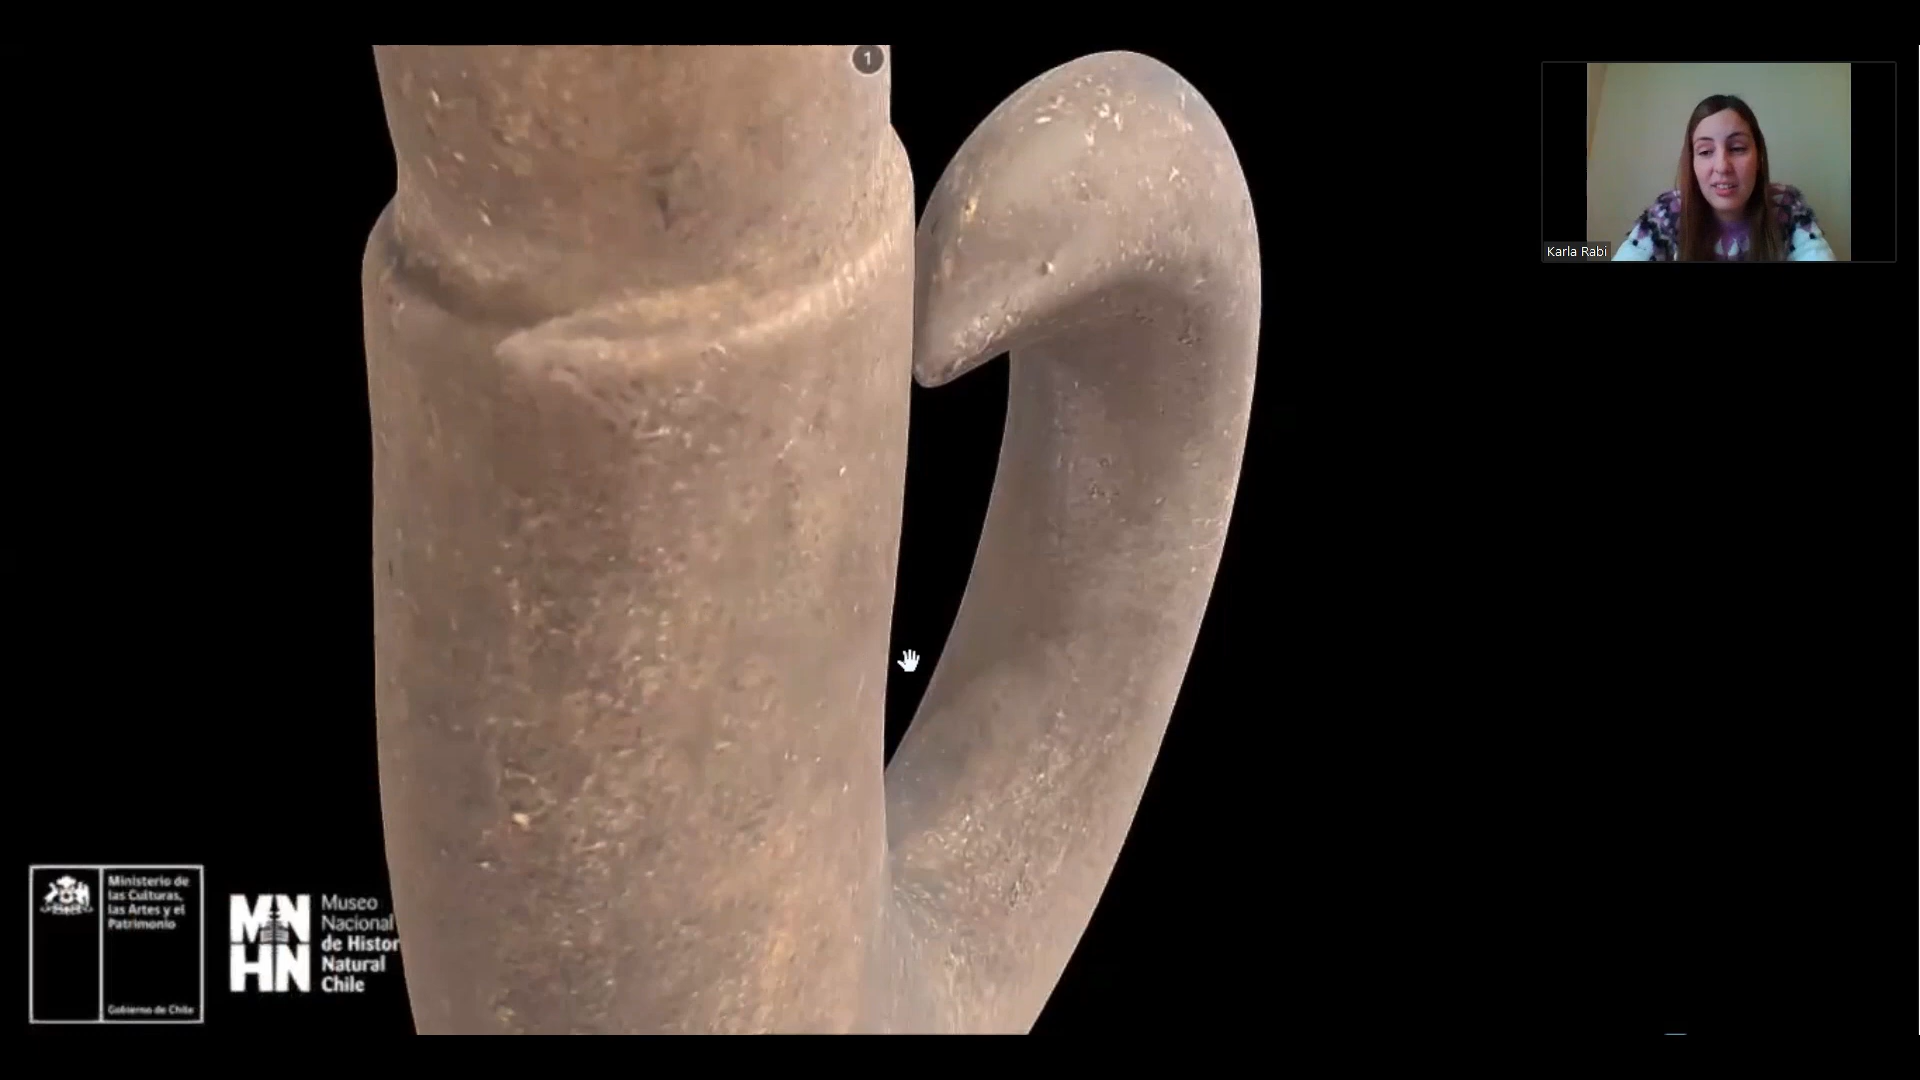 1
Karla Rabi
Ministerio de
las Culturas,
las Artes y el
Patrimonio
Gobierno de Chile
MN
HN
Museo
Nacional
de Histor
Natural
Chile